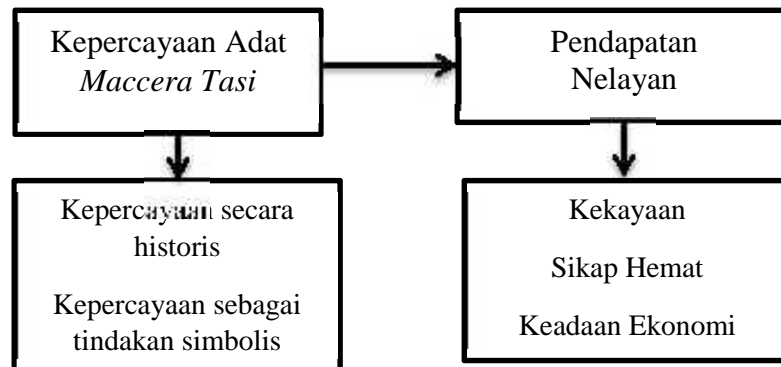 Kepercayaan Adat
Maccera Tasi
Pendapatan
Nelayan
Kepercayaan secara
historis
Kepercayaan sebagai
tindakan simbolis
Kekayaan
Sikap Hemat
Keadaan Ekonomi